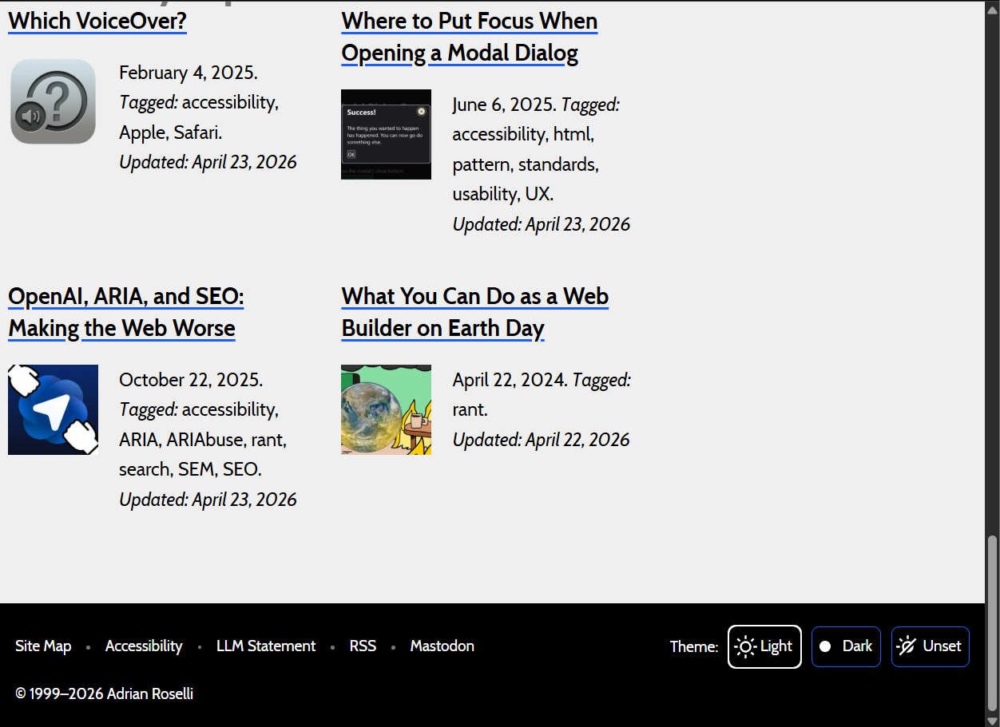 Which VoiceOver?
February 4, 2025.
Tagged: accessibility,
Apple, Safari.
Updated: April 23, 2026
Where to Put Focus When
Opening a Modal Dialog
Success!
The thing you wanted to happen
has happened. You can now go do
something else.
OK
so the modal's close button.
June 6, 2025. Tagged:
accessibility, html,
pattern, standards,
usability, UX.
Updated: April 23, 2026
OpenAI, ARIA, and SEO:
Making the Web Worse
October 22, 2025.
Tagged: accessibility,
ARIA, ARIAbuse, rant,
search, SEM, SEO.
Updated: April 23, 2026
What You Can Do as a Web
Builder on Earth Day
April 22, 2024. Tagged:
rant.
Updated: April 22, 2026
Site Map • Accessibility • LLM Statement • RSS • Mastodon
Theme: Light Dark Unset
© 1999–2026 Adrian Roselli